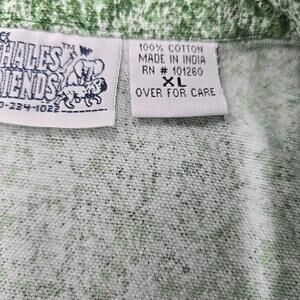 HALES
IENDS
0-234-1022
100% COTTON
MADE IN INDIA
RN # 101260
XL
OVER FOR CARE